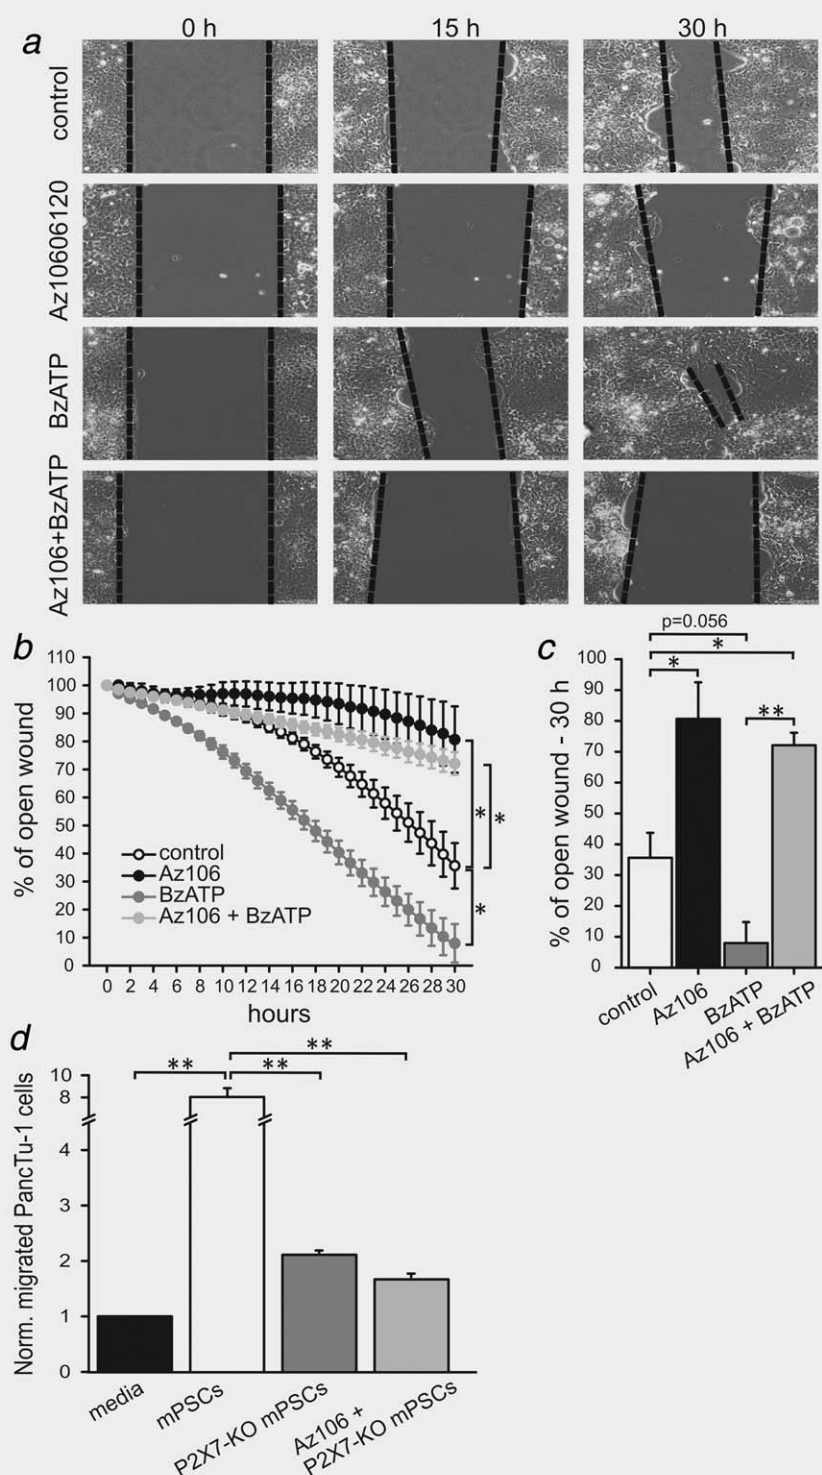 a
0 h 15 h 30 h
control
Az10606120
BzATP
Az106+BzATP
b
% of open wound
110
100
90
80
70
60
50
40
30
20
10
0
control
Az106
BzATP
Az106 + BzATP
*
*
*
0 2 4 6 8 10 12 14 16 18 20 22 24 26 28 30
hours
c
p=0.056
*
*
**
% of open wound - 30 h
100
90
80
70
60
50
40
30
20
10
0
control
Az106
BzATP
Az106 + BzATP
d
Norm. migrated PancTu-1 cells
10
8
4
2
1
0
**
**
**
media
mPSCs
P2X7-KO mPSCs
Az106 +
P2X7-KO mPSCs